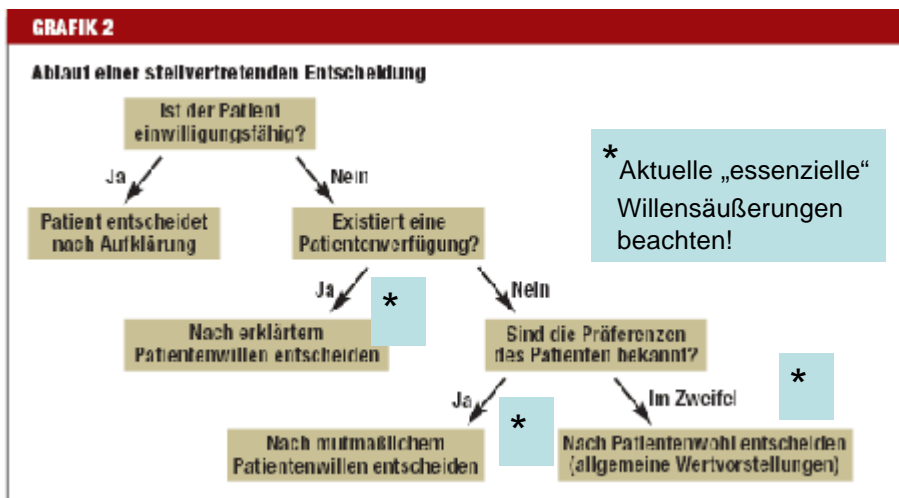 GRAFIK 2
Ablauf einer stellvertretenden Entscheidung
Ist der Patient
einwilligungsfähig?
*Aktuelle „essenzielle“
Willensäußerungen
beachten!
Ja
Nein
Patient entscheidet
nach Aufklärung
Existiert eine
Patientenverfügung?
Ja
*
Nein
Nach erklärtem
Patientenwillen entscheiden
Sind die Präferenzen
des Patienten bekannt?
Ja
*
Im Zweifel
*
Nach mutmaßlichem
Patientenwillen entscheiden
Nach Patientenwohl entscheiden
(allgemeine Wertvorstellungen)